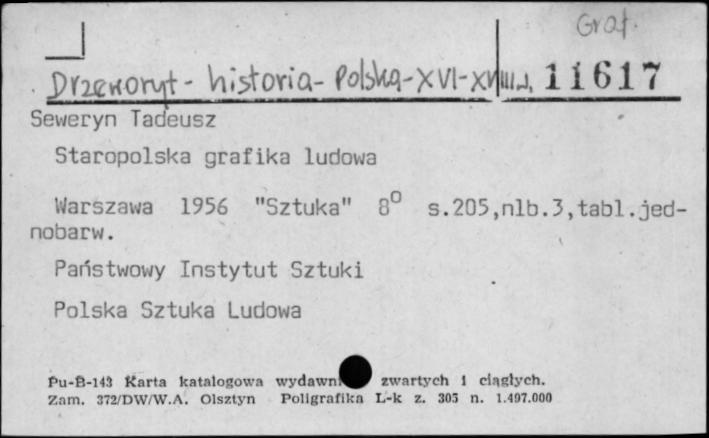 Graf.
Drzeworyt - historia - Polska - XVI - XVIII w. 11617
Seweryn Tadeusz
Staropolska grafika ludowa
Warszawa 1956 "Sztuka" 8° s.205,nlb.3,tabl.jed-
nobarw.
Państwowy Instytut Sztuki
Polska Sztuka Ludowa
Pu-B-143 Karta katalogowa wydawni zwartych i ciągłych.
Zam. 372/DW/W.A. Olsztyn Poligrafika L-k z. 305 n. 1.497.000